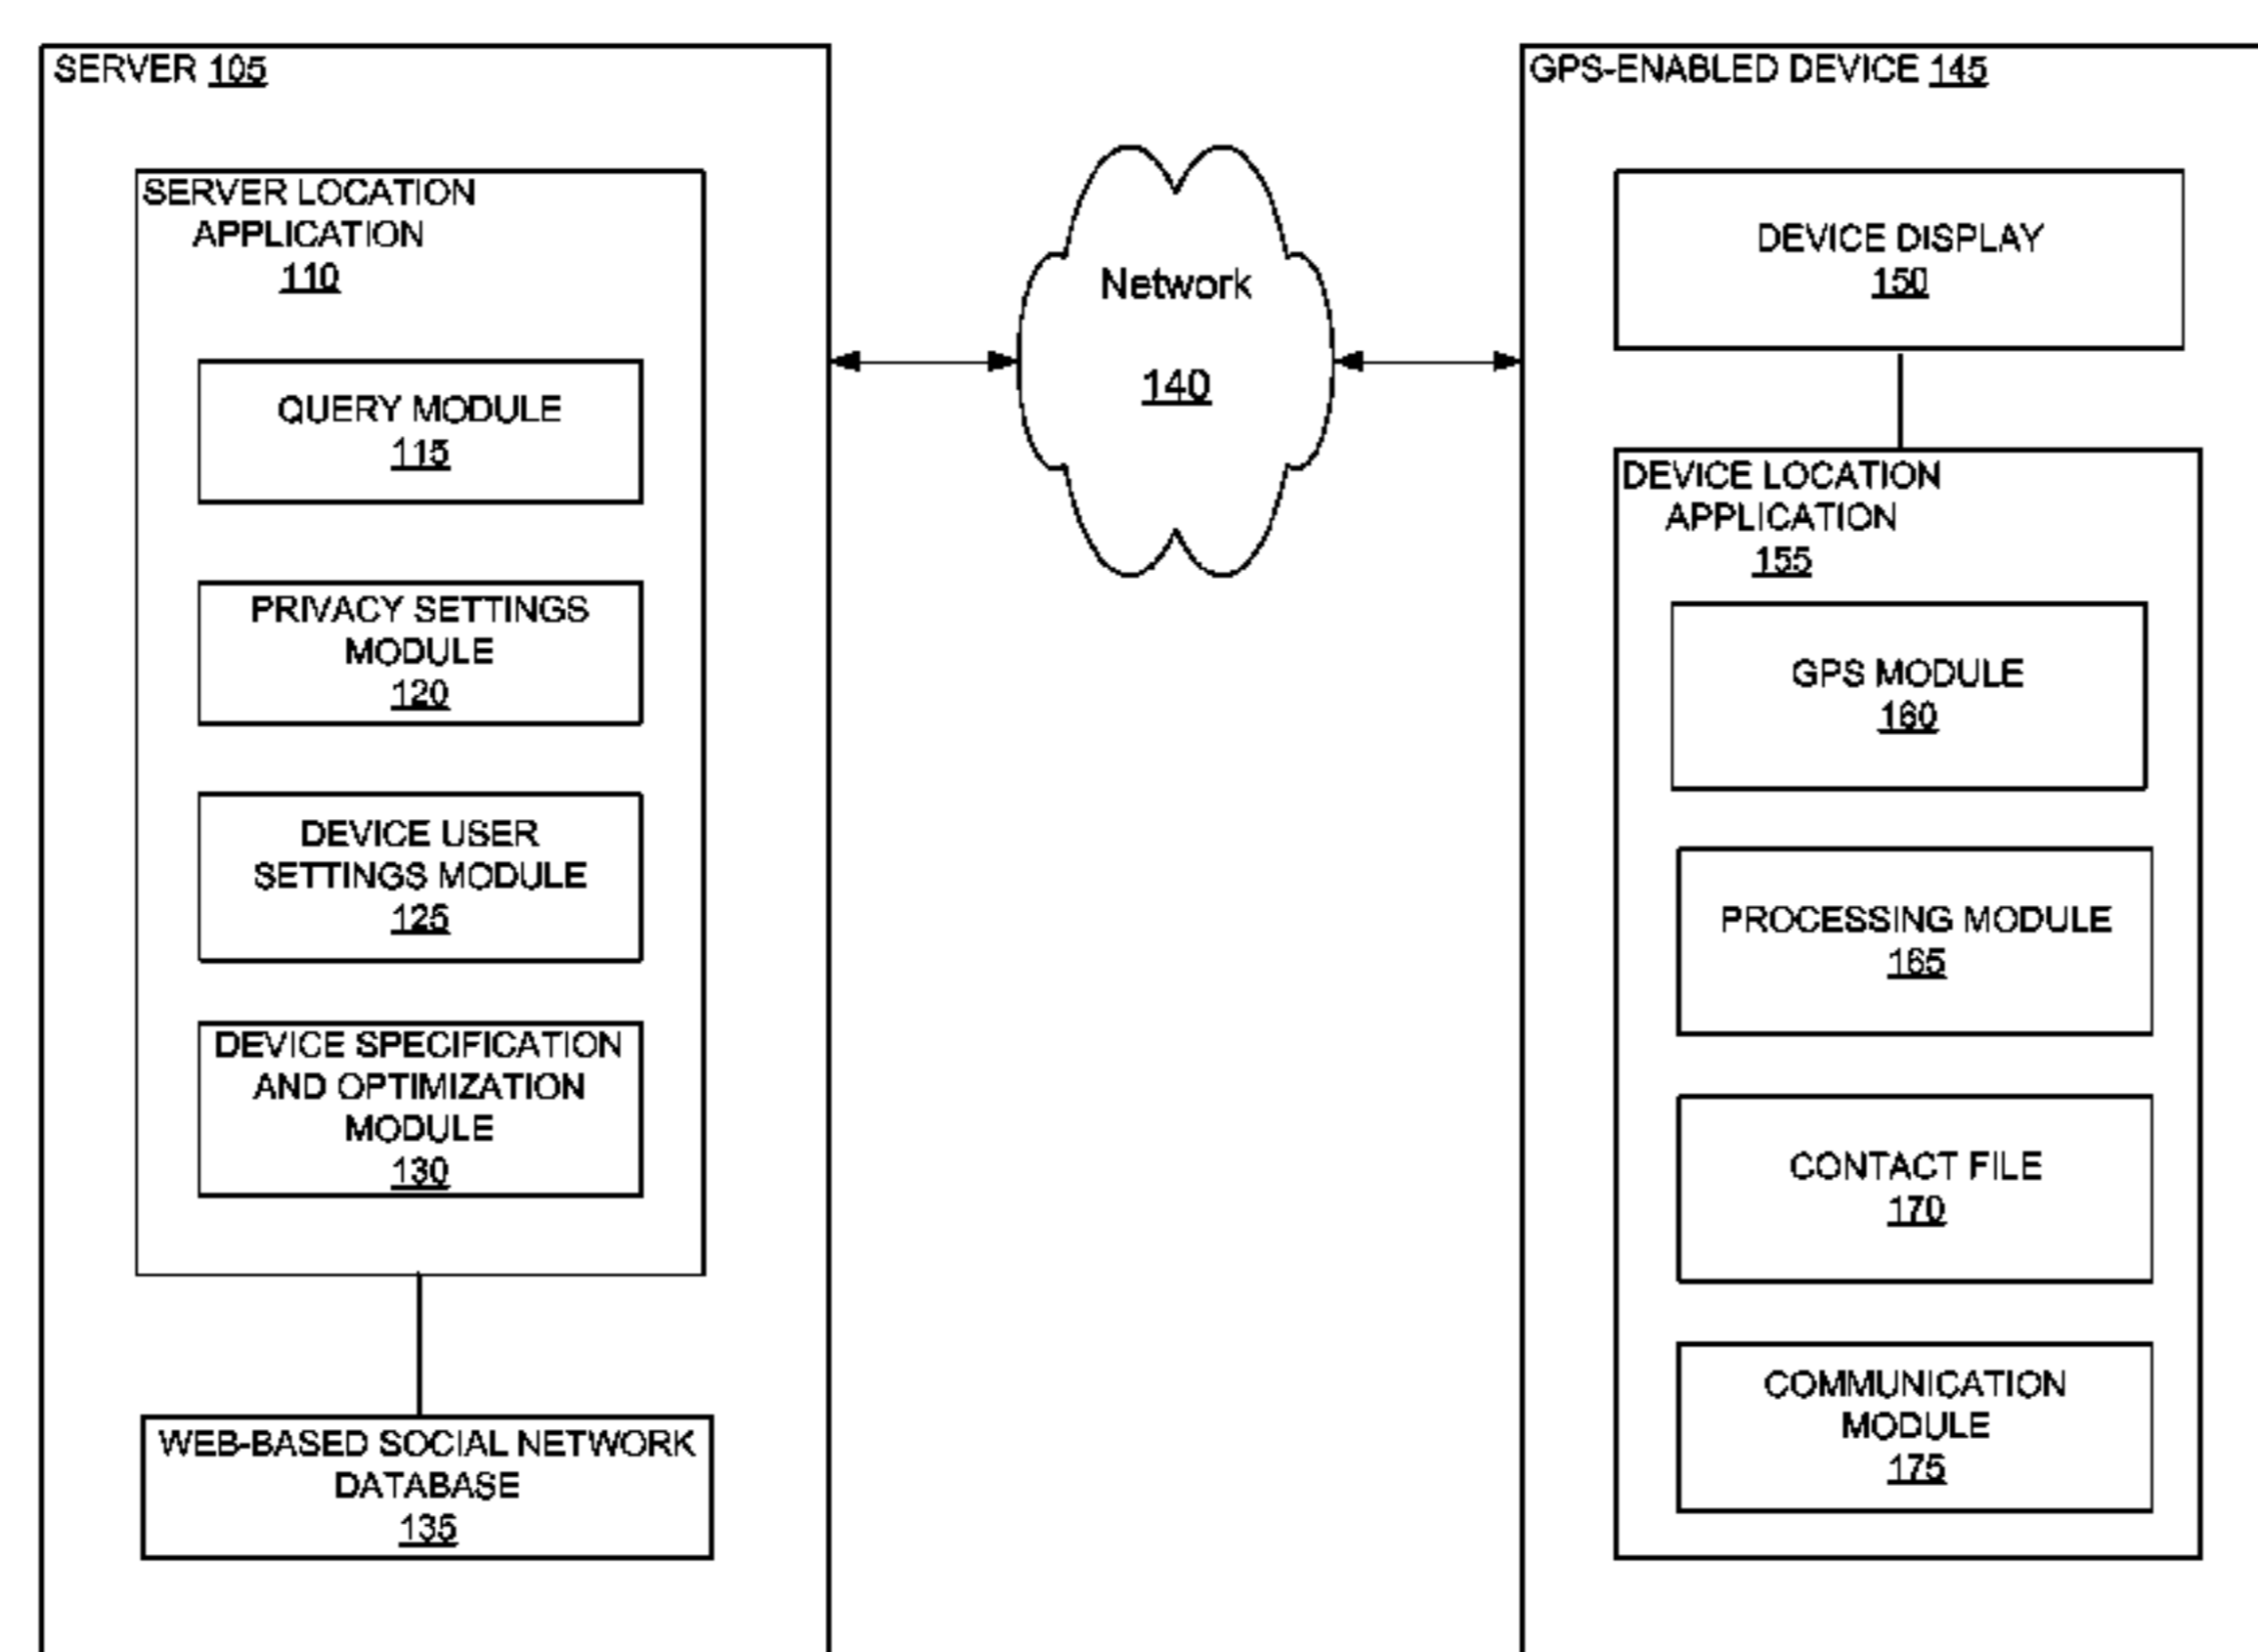 SERVER 105
SERVER LOCATION
APPLICATION
110
QUERY MODULE
115
PRIVACY SETTINGS
MODULE
120
DEVICE USER
SETTINGS MODULE
125
DEVICE SPECIFICATION
AND OPTIMIZATION
MODULE
130
WEB-BASED SOCIAL NETWORK
DATABASE
135
Network
140
GPS-ENABLED DEVICE 145
DEVICE DISPLAY
150
DEVICE LOCATION
APPLICATION
155
GPS MODULE
160
PROCESSING MODULE
165
CONTACT FILE
170
COMMUNICATION
MODULE
175